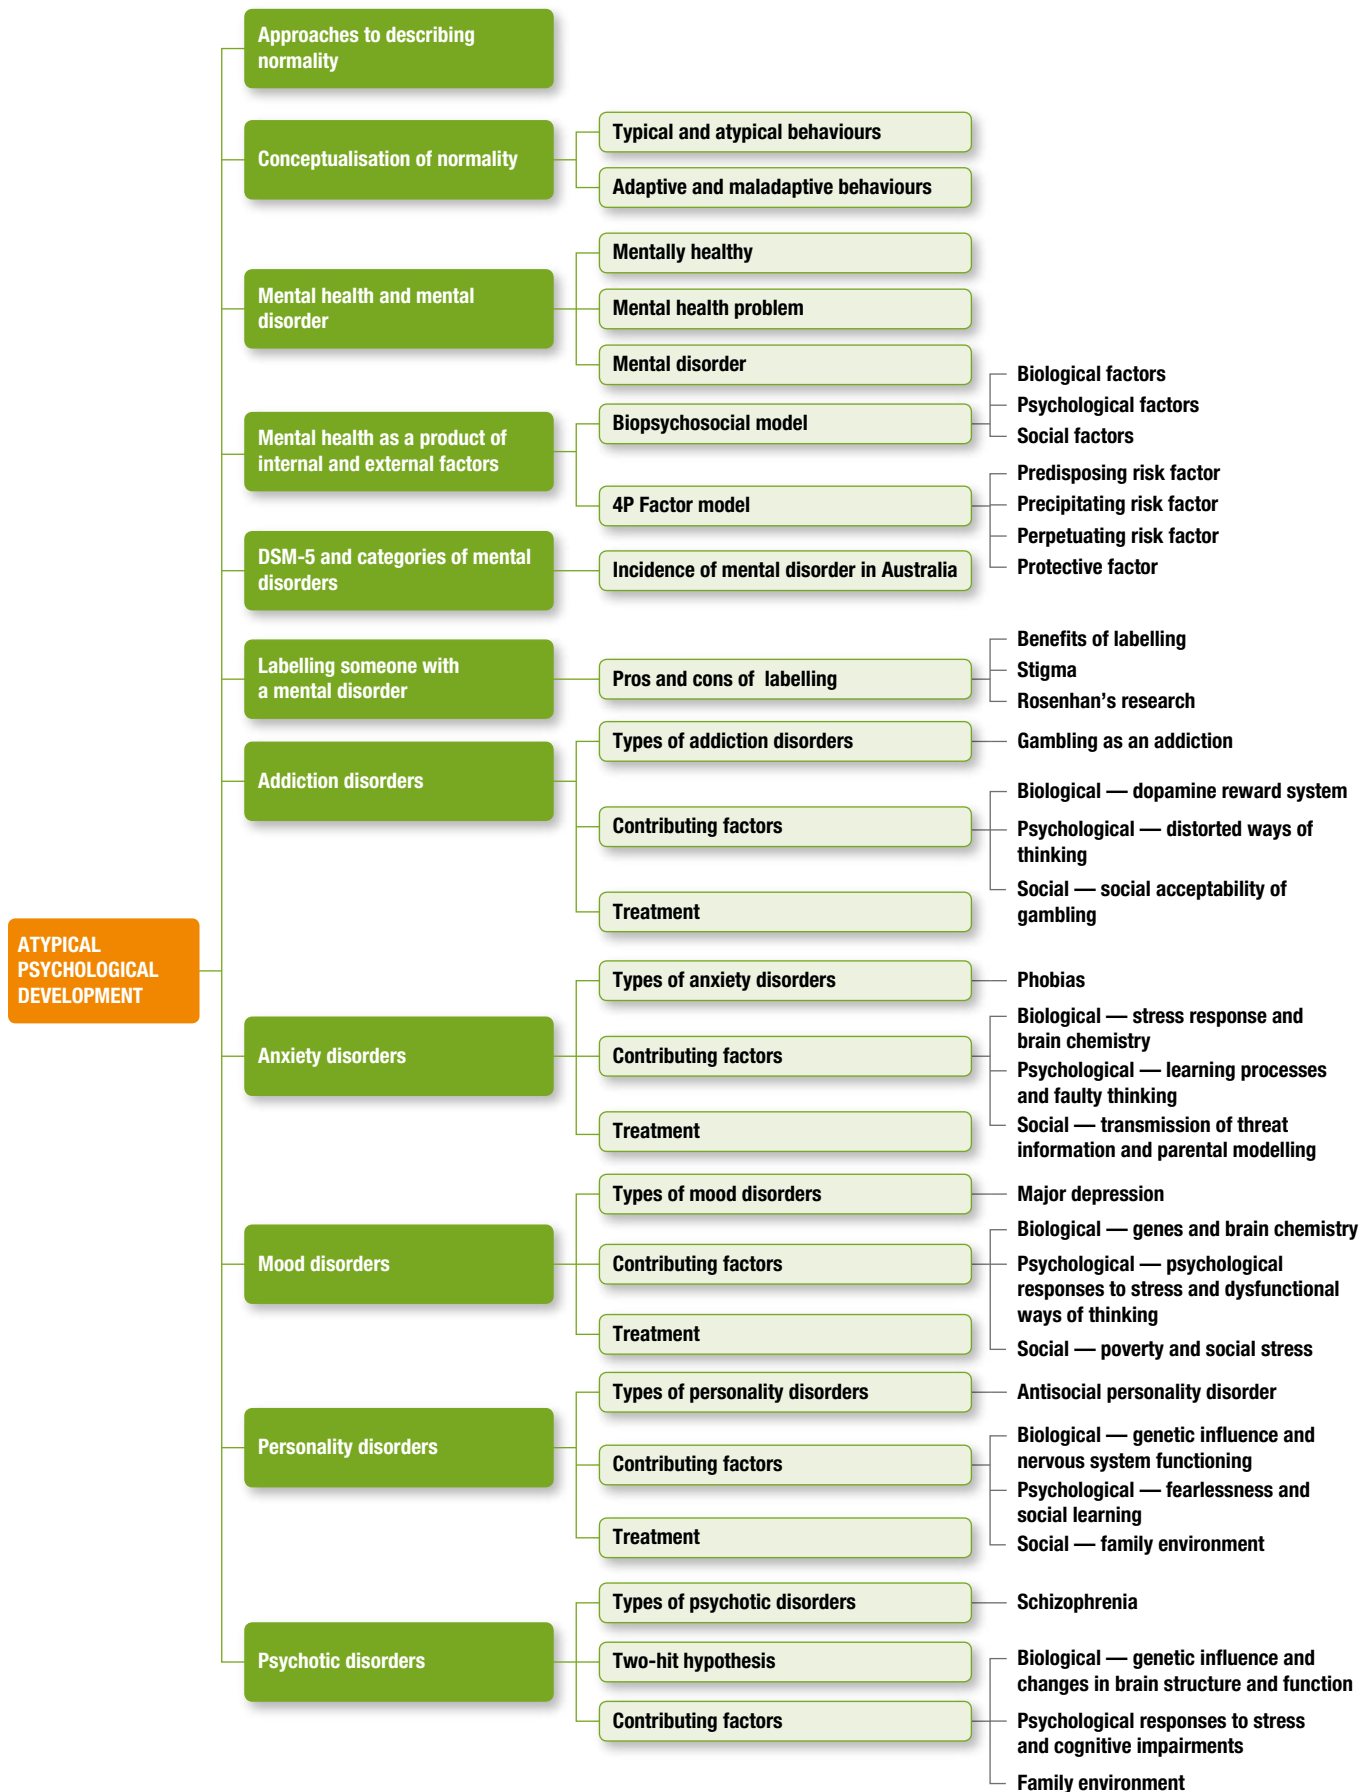 Approaches to describing
normality
Conceptualisation of normality
Typical and atypical behaviours
Adaptive and maladaptive behaviours
Mental health and mental
disorder
Mentally healthy
Mental health problem
Mental disorder
Mental health as a product of
internal and external factors
Biopsychosocial model
Biological factors
Psychological factors
Social factors
4P Factor model
Predisposing risk factor
Precipitating risk factor
Perpetuating risk factor
Protective factor
DSM-5 and categories of mental
disorders
Incidence of mental disorder in Australia
Labelling someone with
a mental disorder
Pros and cons of labelling
Benefits of labelling
Stigma
Rosenhan's research
Addiction disorders
Types of addiction disorders
Gambling as an addiction
Contributing factors
Biological — dopamine reward system
Psychological — distorted ways of
thinking
Social — social acceptability of
gambling
Treatment
ATYPICAL
PSYCHOLOGICAL
DEVELOPMENT
Anxiety disorders
Types of anxiety disorders
Phobias
Contributing factors
Biological — stress response and
brain chemistry
Psychological — learning processes
and faulty thinking
Social — transmission of threat
information and parental modelling
Treatment
Mood disorders
Types of mood disorders
Major depression
Contributing factors
Biological — genes and brain chemistry
Psychological — psychological
responses to stress and dysfunctional
ways of thinking
Social — poverty and social stress
Treatment
Personality disorders
Types of personality disorders
Antisocial personality disorder
Contributing factors
Biological — genetic influence and
nervous system functioning
Psychological — fearlessness and
social learning
Social — family environment
Treatment
Psychotic disorders
Types of psychotic disorders
Schizophrenia
Two-hit hypothesis
Contributing factors
Biological — genetic influence and
changes in brain structure and function
Psychological responses to stress
and cognitive impairments
Family environment